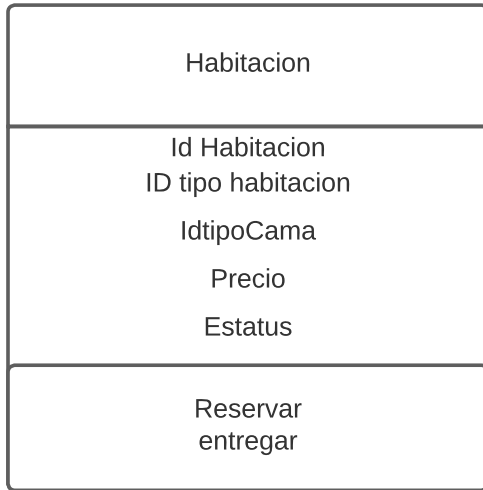 Habitacion
Id Habitacion
ID tipo habitacion
IdtipoCama
Precio
Estatus
Reservar
entregar